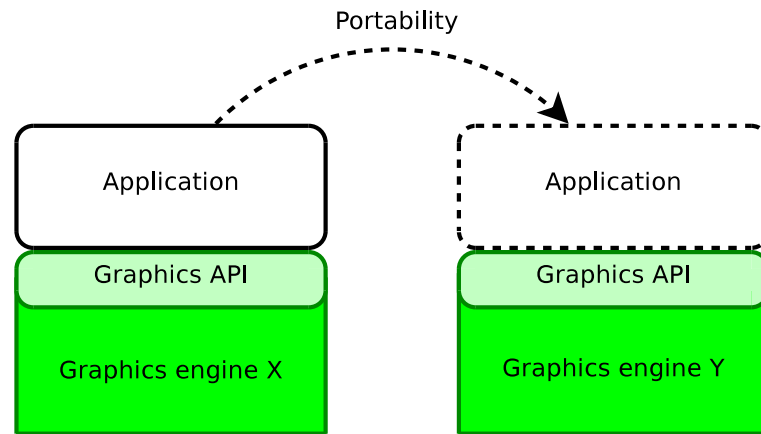 Portability
Application
Application
Graphics API
Graphics API
Graphics engine X
Graphics engine Y